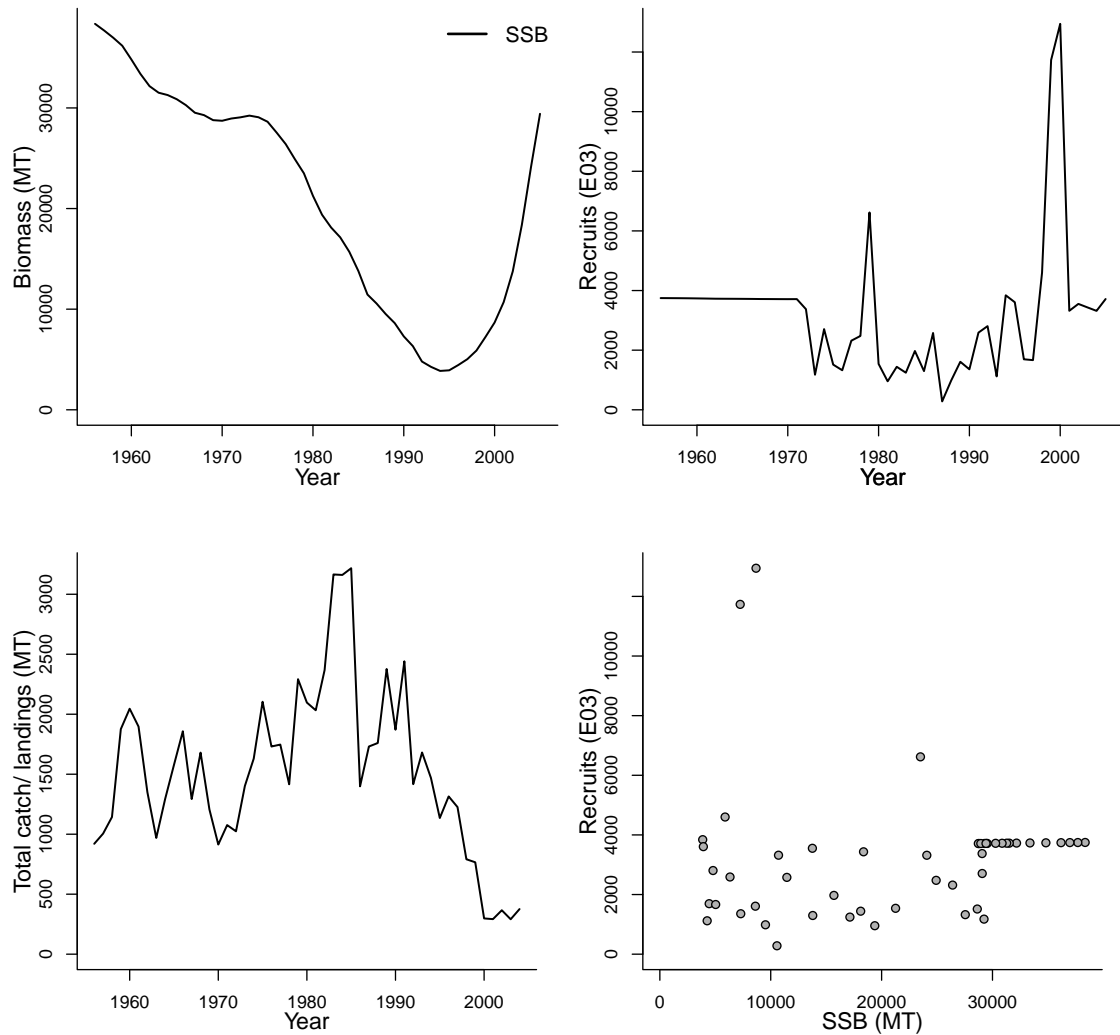 SSB
Biomass (MT)
0 10000 20000 30000
1960 1970 1980 1990 2000
Year
Recruits (E03)
0 2000 4000 6000 8000 10000
1960 1970 1980 1990 2000
Year
Total catch/ landings (MT)
0 500 1000 1500 2000 2500 3000
1960 1970 1980 1990 2000
Year
Recruits (E03)
0 2000 4000 6000 8000 10000
0 10000 20000 30000
SSB (MT)